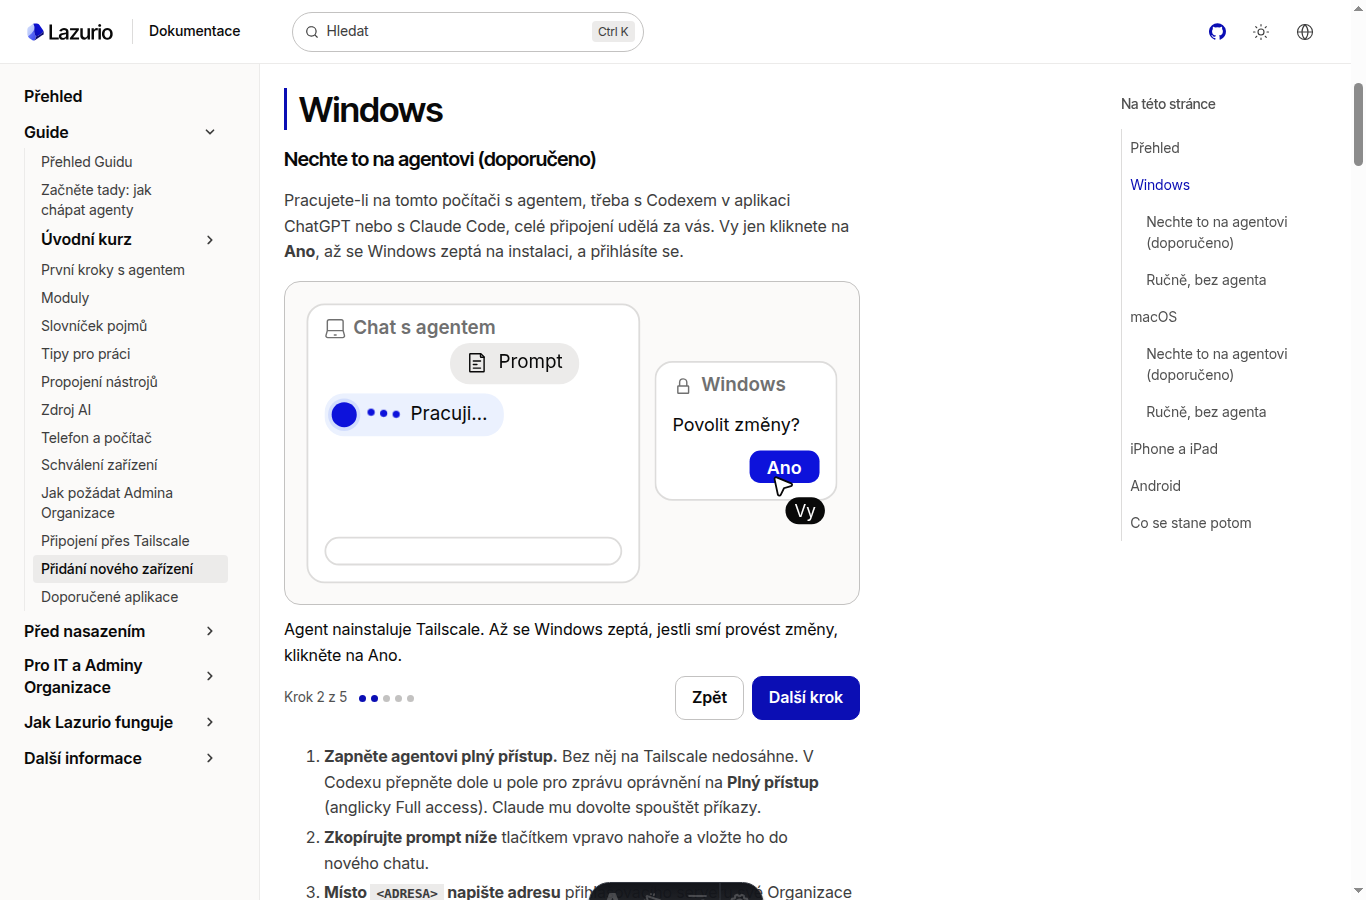 Lazurio
Dokumentace
Hledat
Ctrl K
Přehled
Guide
Přehled Guidu
Začněte tady: jak
chápat agenty
Úvodní kurz
První kroky s agentem
Moduly
Slovníček pojmů
Tipy pro práci
Propojení nástrojů
Zdroj AI
Telefon a počítač
Schválení zařízení
Jak požádat Admina
Organizace
Připojení přes Tailscale
Přidání nového zařízení
Doporučené aplikace
Před nasazením
Pro IT a Adminy
Organizace
Jak Lazurio funguje
Další informace
Windows
Nechte to na agentovi (doporučeno)
Pracujete-li na tomto počítači s agentem, třeba s Codexem v aplikaci
ChatGPT nebo s Claude Code, celé připojení udělá za vás. Vy jen kliknete na
Ano, až se Windows zeptá na instalaci, a přihlásíte se.
Chat s agentem
Prompt
Pracuji...
Windows
Povolit změny?
Ano
Vy
Agent nainstaluje Tailscale. Až se Windows zeptá, jestli smí provést změny,
klikněte na Ano.
Krok 2 z 5
Zpět
Další krok
1. Zapněte agentovi plný přístup. Bez něj na Tailscale nedosáhne. V
Codexu přepněte dole u pole pro zprávu oprávnění na Plný přístup
(anglicky Full access). Claude mu dovolte spouštět příkazy.
2. Zkopírujte prompt níže tlačítkem vpravo nahoře a vložte ho do
nového chatu.
3. Místo <ADRESA> napište adresu Organizace
Na této stránce
Přehled
Windows
Nechte to na agentovi
(doporučeno)
Ručně, bez agenta
macOS
Nechte to na agentovi
(doporučeno)
Ručně, bez agenta
iPhone a iPad
Android
Co se stane potom